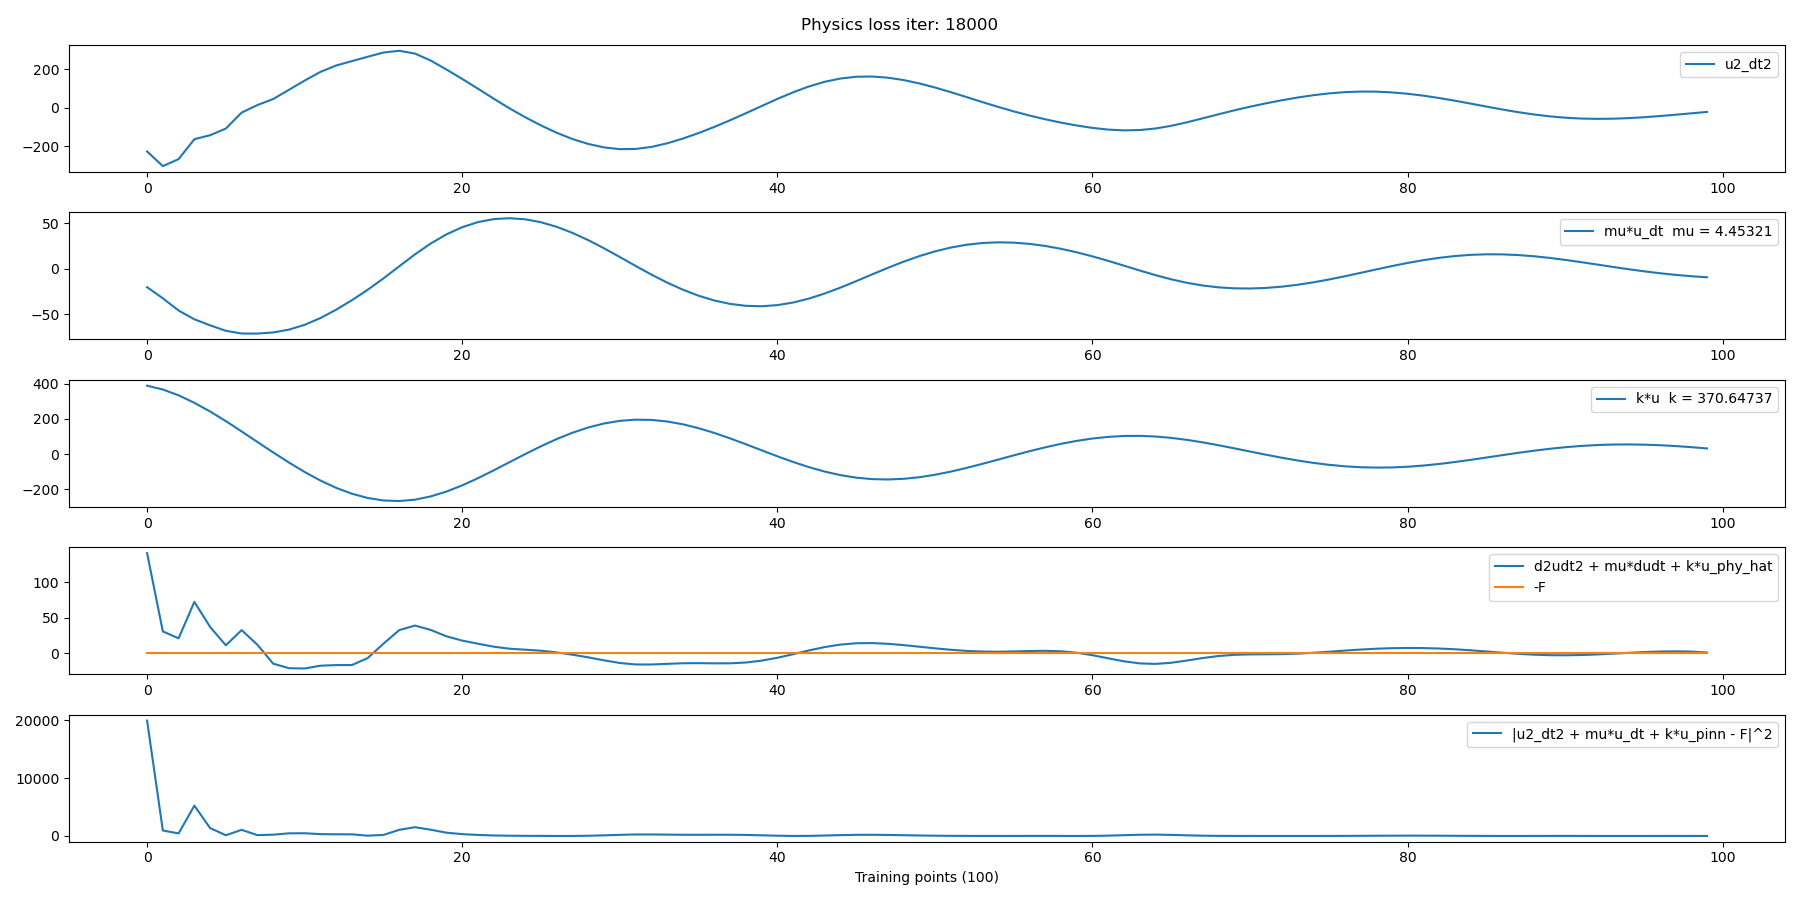 Physics loss iter: 18000
u2_dt2
200
0
−200
0 20 40 60 80 100
mu*u_dt  mu = 4.45321
50
0
−50
0 20 40 60 80 100
k*u  k = 370.64737
400
200
0
−200
0 20 40 60 80 100
d2udt2 + mu*dudt + k*u_phy_hat
-F
100
50
0
0 20 40 60 80 100
|u2_dt2 + mu*u_dt + k*u_pinn - F|^2
20000
10000
0
0 20 40 60 80 100
Training points (100)